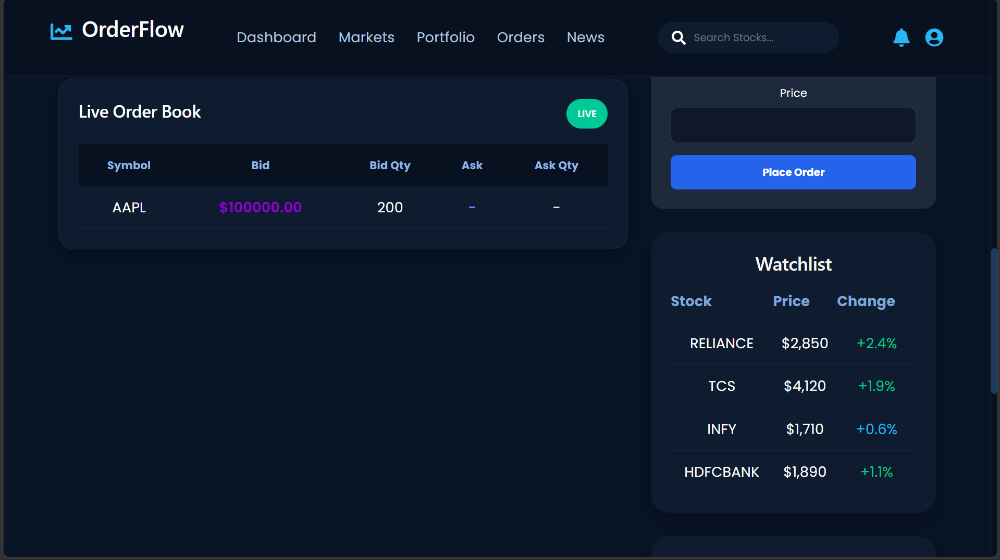 OrderFlow
Dashboard Markets Portfolio Orders News
Search Stocks...
Live Order Book
LIVE
Symbol Bid Bid Qty Ask Ask Qty
AAPL $100000.00 200 - -
Price
Place Order
Watchlist
Stock Price Change
RELIANCE $2,850 +2.4%
TCS $4,120 +1.9%
INFY $1,710 +0.6%
HDFCBANK $1,890 +1.1%